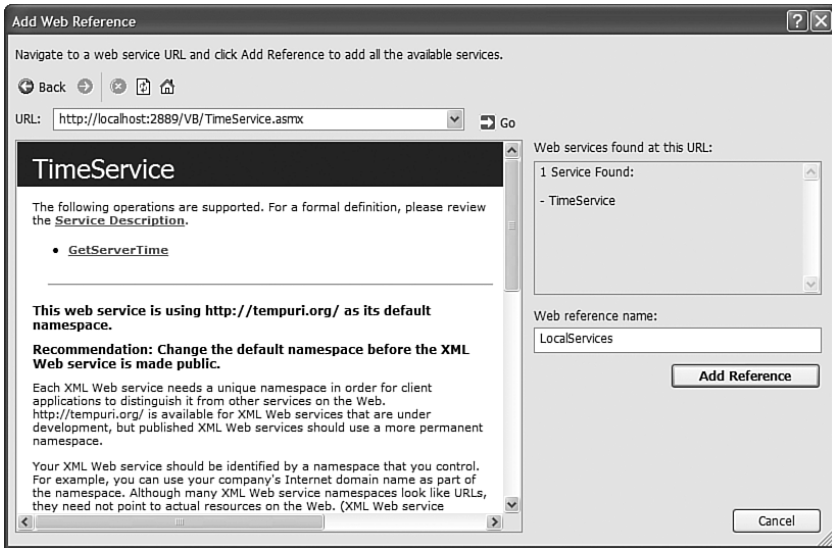 Add Web Reference
Navigate to a web service URL and click Add Reference to add all the available services.
Back
URL: http://localhost:2889/VB/TimeService.asmx Go
TimeService
The following operations are supported. For a formal definition, please review
the Service Description.
• GetServerTime
This web service is using http://tempuri.org/ as its default
namespace.
Recommendation: Change the default namespace before the XML
Web service is made public.
Each XML Web service needs a unique namespace in order for client
applications to distinguish it from other services on the Web.
http://tempuri.org/ is available for XML Web services that are under
development, but published XML Web services should use a more permanent
namespace.
Your XML Web service should be identified by a namespace that you control.
For example, you can use your company's Internet domain name as part of
the namespace. Although many XML Web service namespaces look like URLs,
they need not point to actual resources on the Web. (XML Web service
Web services found at this URL:
1 Service Found:
- TimeService
Web reference name:
LocalServices
Add Reference
Cancel